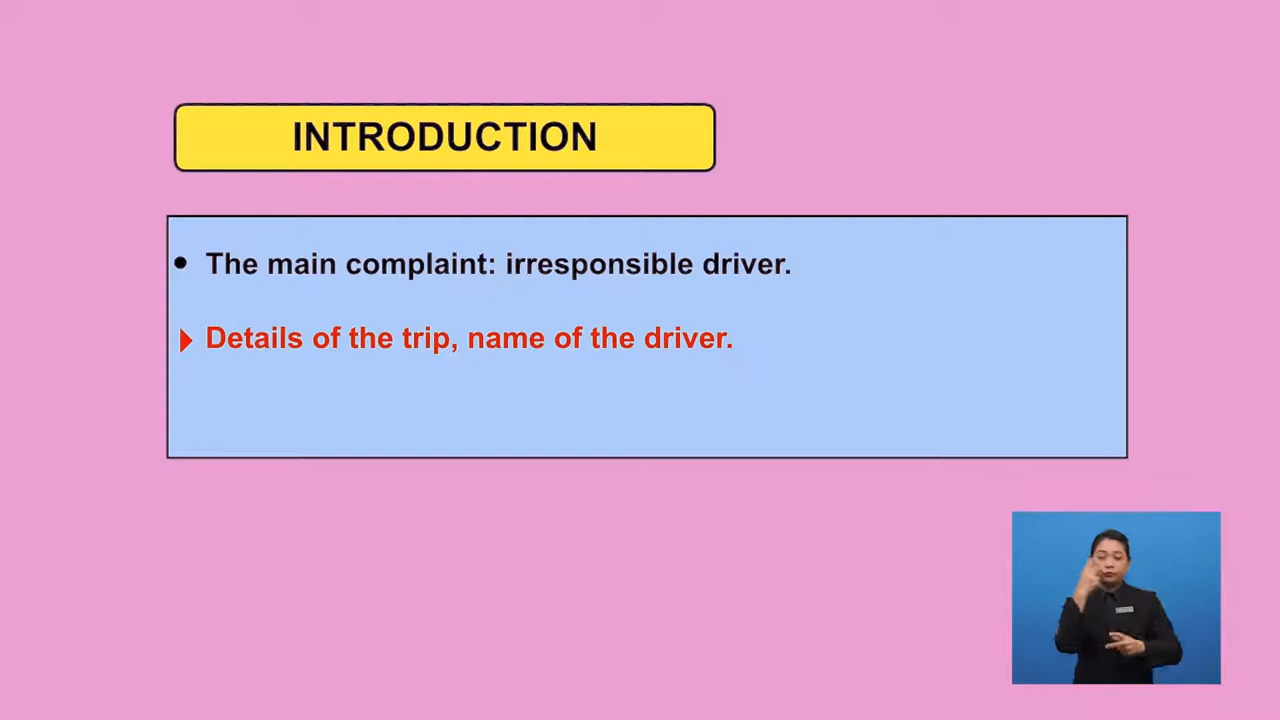 INTRODUCTION
• The main complaint: irresponsible driver.
Details of the trip, name of the driver.